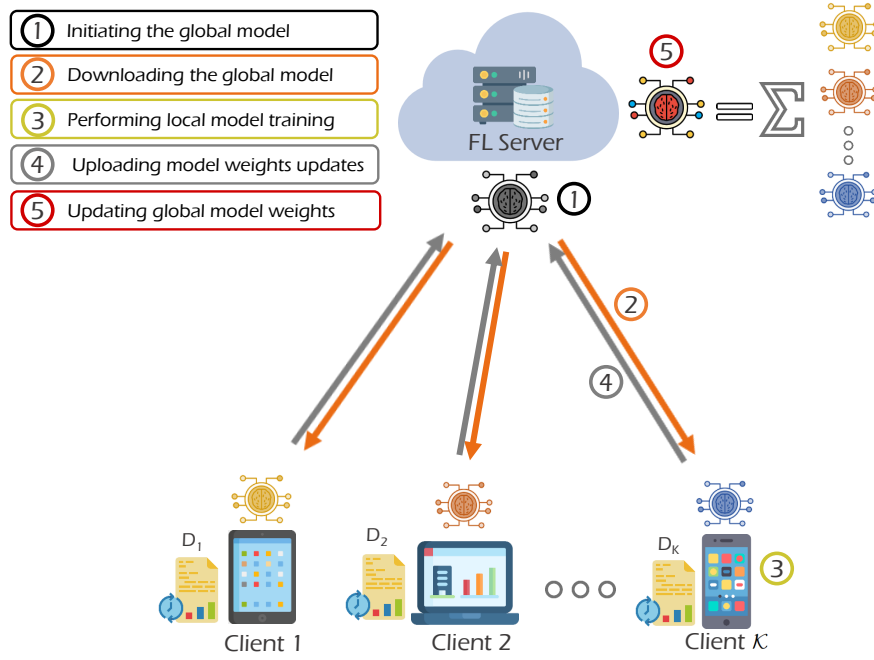 1 Initiating the global model
2 Downloading the global model
3 Performing local model training
4 Uploading model weights updates
5 Updating global model weights
FL Server
5
= Σ
1
2
4
D1
D2
DK
3
Client 1
Client 2
Client K